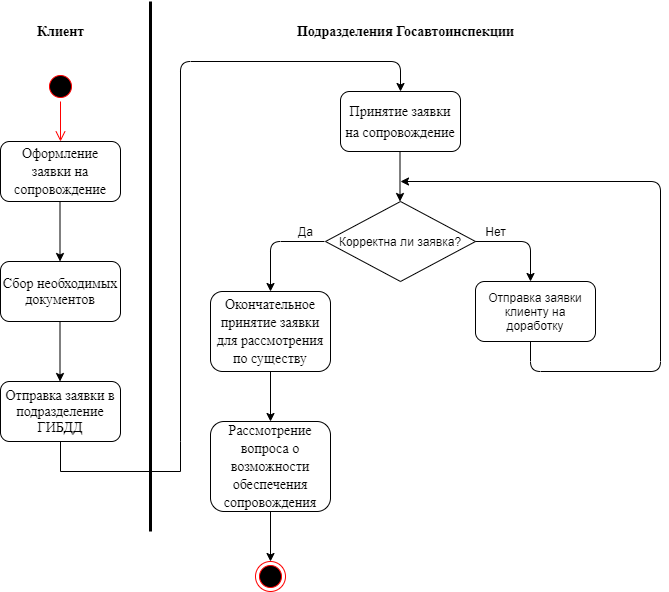 Клиент
Подразделения Госавтоинспекции
Оформление
заявки на
сопровождение
Сбор необходимых
документов
Отправка заявки в
подразделение
ГИБДД
Принятие заявки
на сопровождение
Корректна ли заявка?
Да
Нет
Окончательное
принятие заявки
для рассмотрения
по существу
Отправка заявки
клиенту на
доработку
Рассмотрение
вопроса о
возможности
обеспечения
сопровождения